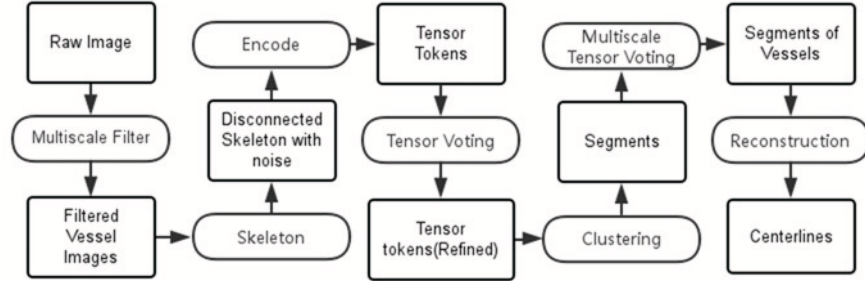 Raw Image
Multiscale Filter
Filtered
Vessel
Images
Skeleton
Disconnected
Skeleton with
noise
Encode
Tensor
Tokens
Tensor Voting
Tensor
tokens(Refined)
Clustering
Segments
Multiscale
Tensor Voting
Segments of
Vessels
Reconstruction
Centerlines